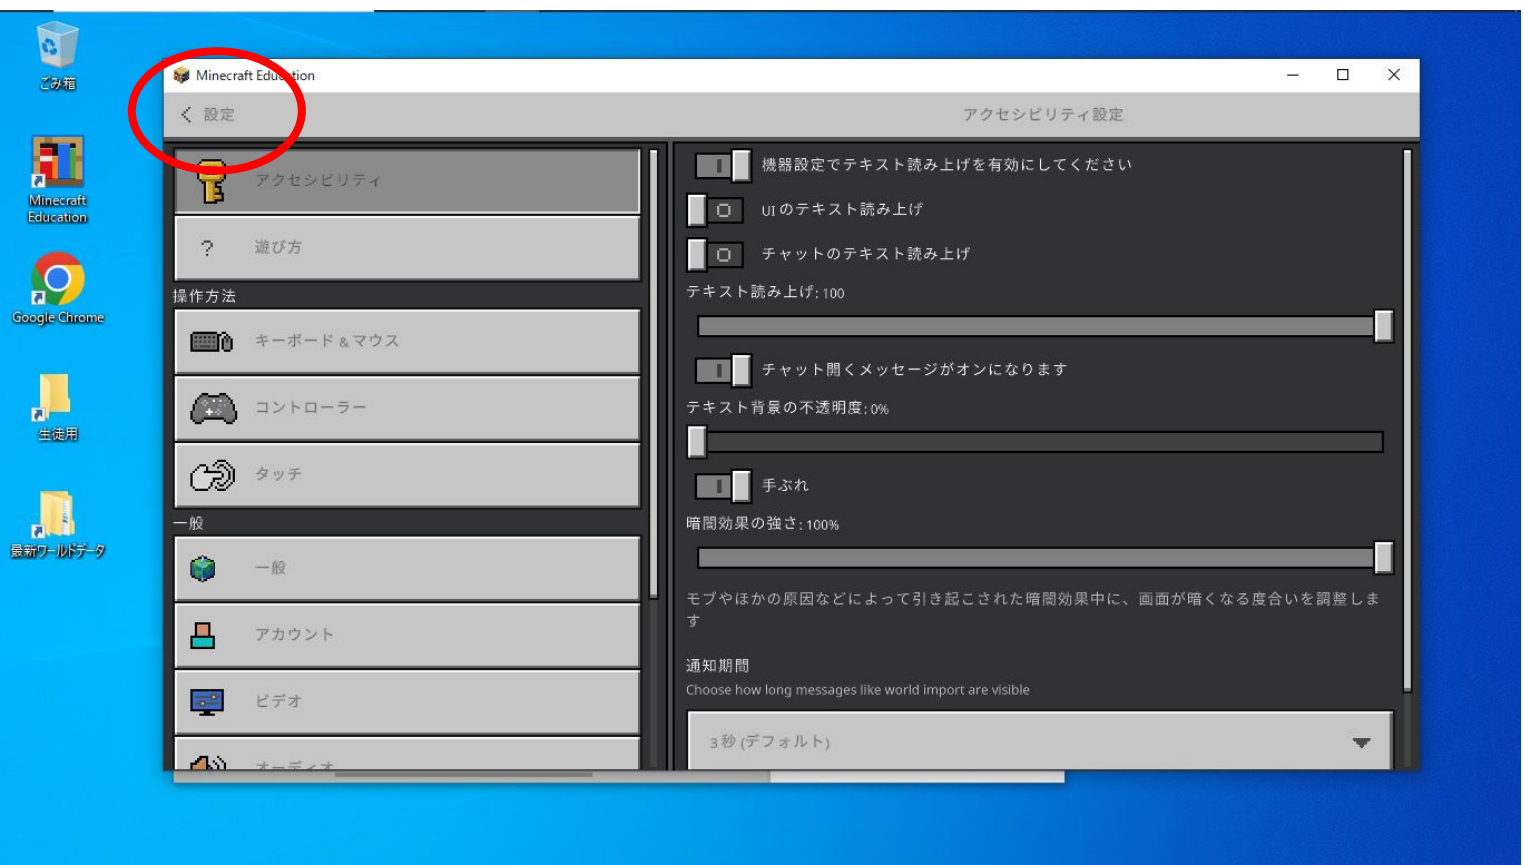 ごみ箱
Minecraft
Education
Google Chrome
生徒用
最新ワールドデータ
Minecraft Education
設定
アクセシビリティ設定
アクセシビリティ
? 遊び方
操作方法
キーボード & マウス
コントローラー
タッチ
一般
一般
アカウント
ビデオ
オーディオ
機器設定でテキスト読み上げを有効にしてください
UI のテキスト読み上げ
チャットのテキスト読み上げ
テキスト読み上げ: 100
チャット開くメッセージがオンになります
テキスト背景の不透明度: 0%
手ぶれ
暗闇効果の強さ: 100%
モブやほかの原因などによって引き起こされた暗闇効果中に、画面が暗くなる度合いを調整しま
す
通知期間
Choose how long messages like world import are visible
3 秒 (デフォルト)